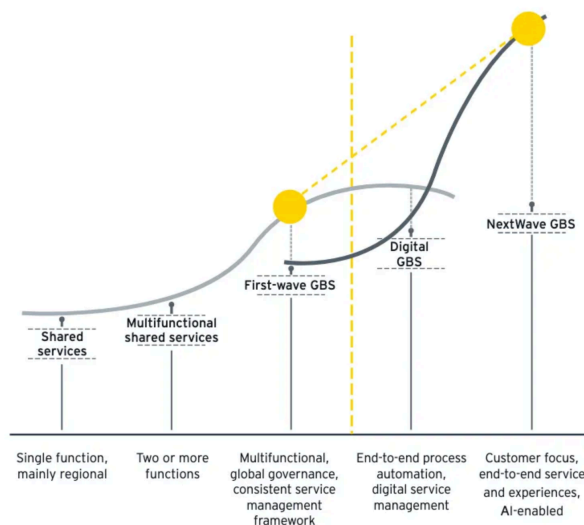 NextWave GBS
Digital
GBS
First-wave GBS
Multifunctional
shared services
Shared
services
Single function,
mainly regional
Two or more
functions
Multifunctional,
global governance,
consistent service
management
framework
End-to-end process
automation,
digital service
management
Customer focus,
end-to-end service
and experiences,
AI-enabled